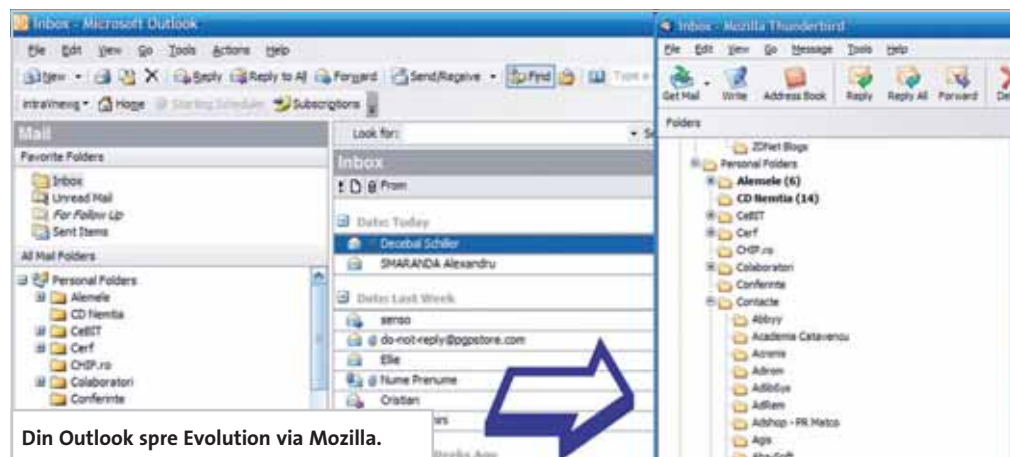 Inbox - Microsoft Outlook
File Edit View Go Tools Actions Help
New Reply Reply to All Forward Send/Receive Find
Home Subscriptions
Mail
Favorite Folders
Inbox
Unread Mail
For Follow Up
Sent Items
All Mail Folders
Personal Folders
Alemele
CD Nemtia
CeBIT
Cerf
CHIP.ro
Colaboratori
Conferinte
Look for:
Inbox
From
Date: Today
Decebal Schiller
SMARANDA Alexandru
Date: Last Week
senso
do-not-reply@pgpstore.com
Ellie
Nume Prenume
Cristian
Weeks Ago
Din Outlook spre Evolution via Mozilla.
Inbox - Mozilla Thunderbird
File Edit View Go Message Tools Help
Get Mail Write Address Book Reply Reply All Forward
Folders
ZDNet Blogs
Personal Folders
Alemele (6)
CD Nemtia (14)
CeBIT
Cerf
CHIP.ro
Colaboratori
Conferinte
Contacte
Abbyy
Academia Catavencu
Acronis
Adrom
AdRem
Adshop - PR Matco
Agis